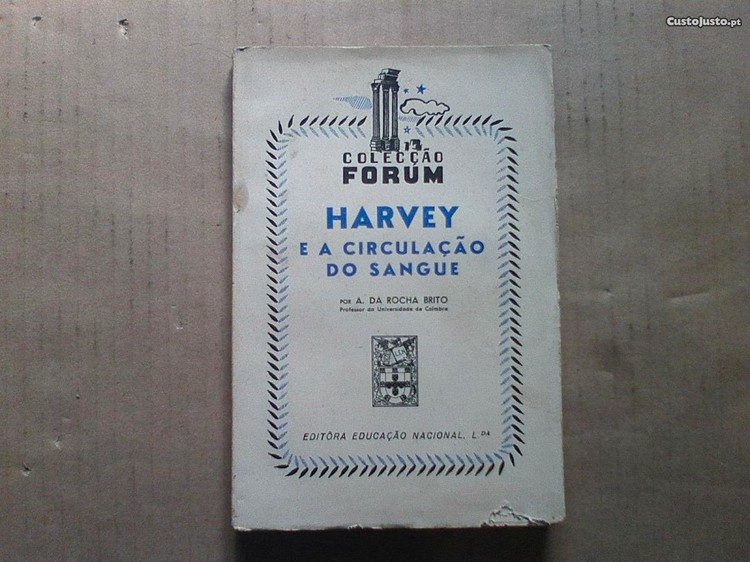 CustoJusto.pt
COLECÇÃO
FORUM
HARVEY
E A CIRCULAÇÃO
DO SANGUE
POR A. DA ROCHA BRITO
Professor da Universidade de Coimbra
EDITÔRA EDUCAÇÃO NACIONAL, L.DA